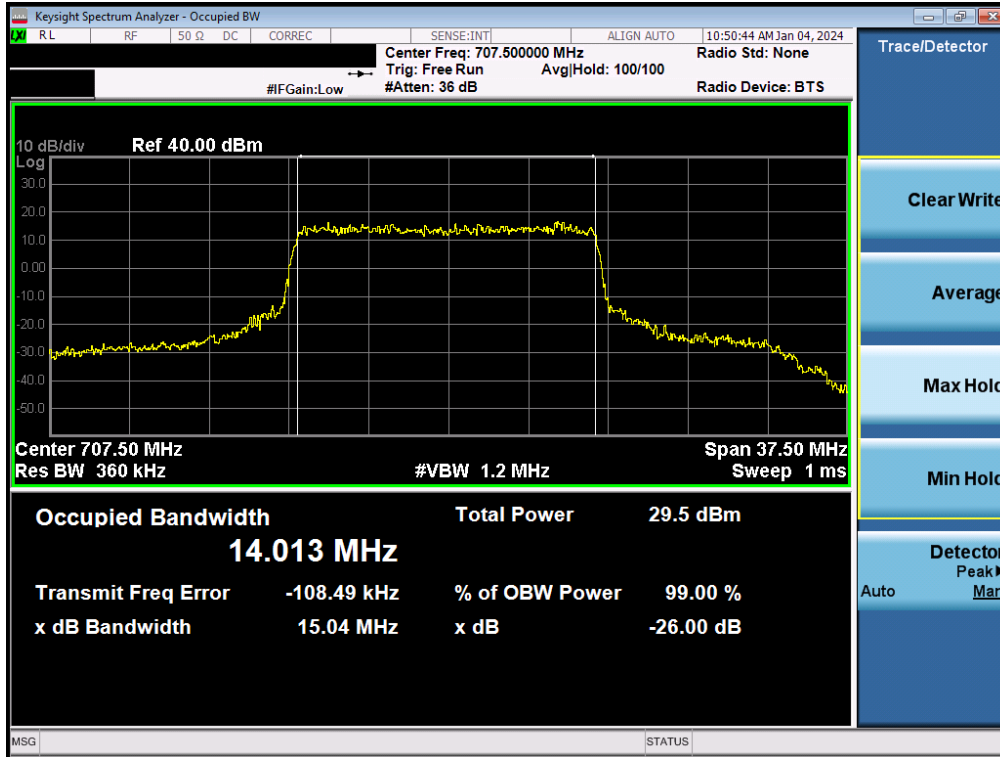 Keysight Spectrum Analyzer - Occupied BW
LXI RL RF 50 Ω DC CORREC SENSE:INT ALIGN AUTO 10:50:44 AM Jan 04, 2024
Center Freq: 707.500000 MHz Radio Std: None
Trig: Free Run Avg|Hold: 100/100
#IFGain:Low #Atten: 36 dB Radio Device: BTS
Trace/Detector
10 dB/div Ref 40.00 dBm
Log
30.0
20.0
10.0
0.00
-10.0
-20.0
-30.0
-40.0
-50.0
Center 707.50 MHz Span 37.50 MHz
Res BW 360 kHz #VBW 1.2 MHz Sweep 1 ms
Occupied Bandwidth Total Power 29.5 dBm
14.013 MHz
Transmit Freq Error -108.49 kHz % of OBW Power 99.00 %
x dB Bandwidth 15.04 MHz x dB -26.00 dB
Clear Write
Average
Max Hold
Min Hold
Detector
Peak
Auto Man
MSG STATUS